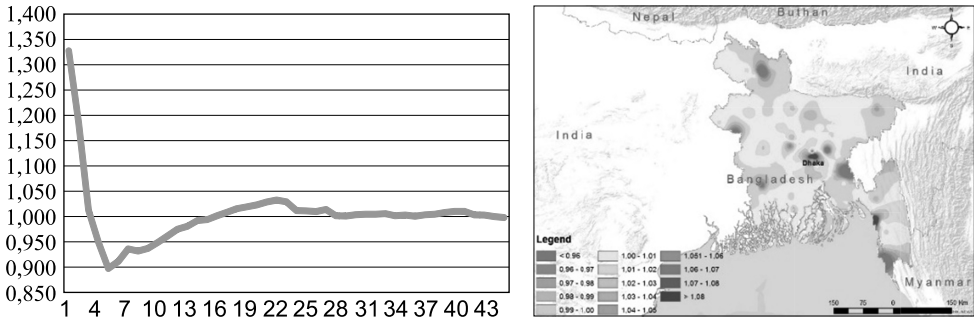 1,400
1,350
1,300
1,250
1,200
1,150
1,100
1,050
1,000
0,950
0,900
0,850
1 4 7 10 13 16 19 22 25 28 31 34 37 40 43
Nepal
Buthan
India
India
Dhaka
Bangladesh
Myanmar
Legend
< 0.96 1.00 - 1.01 1.051 - 1.06
0.96 - 0.97 1.01 - 1.02 1.06 - 1.07
0.97 - 0.98 1.02 - 1.03 1.07 - 1.08
0.98 - 0.99 1.03 - 1.04 > 1.08
0.99 - 1.00 1.04 - 1.05
150 75 0 150 Km